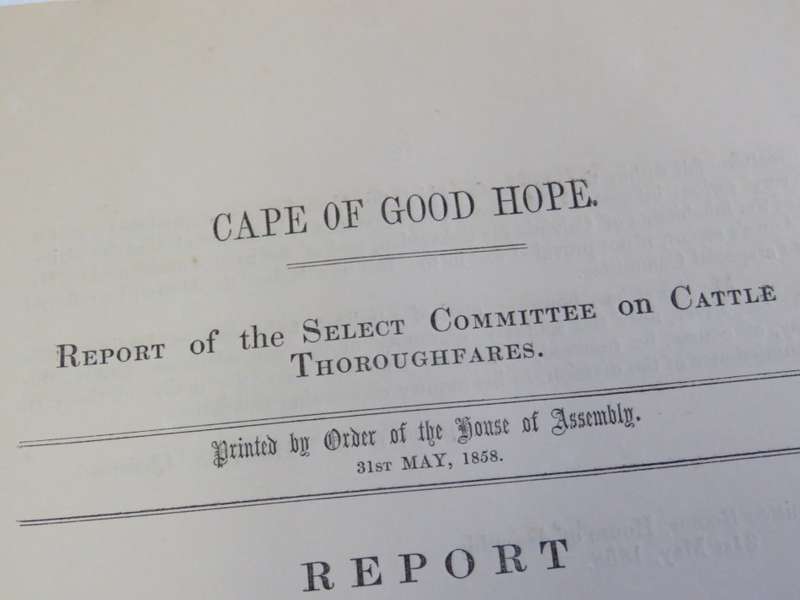 CAPE OF GOOD HOPE.
REPORT of the SELECT COMMITTEE on CATTLE
THOROUGHFARES.
Printed by Order of the House of Assembly.
31ST MAY, 1858.
REPORT